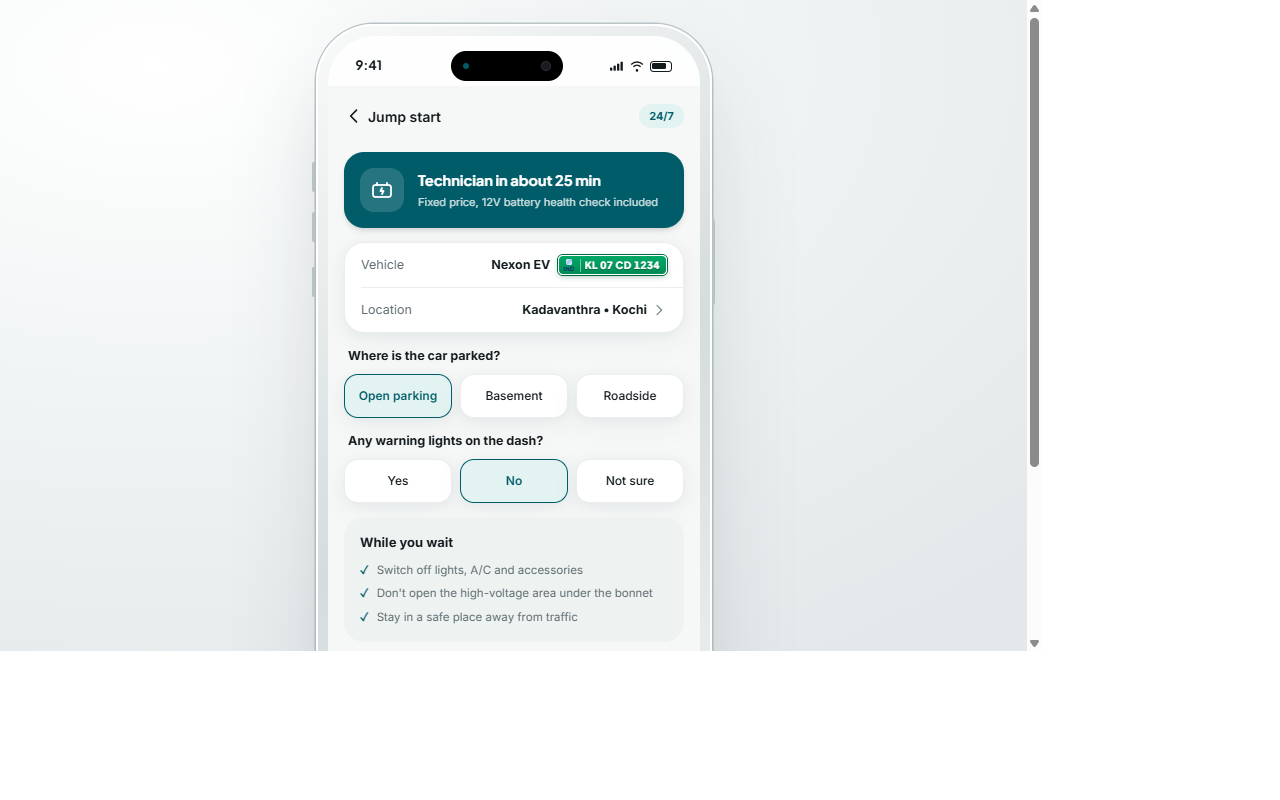 9:41
Jump start
24/7
Technician in about 25 min
Fixed price, 12V battery health check included
Vehicle
Nexon EV
IND
KL 07 CD 1234
Location
Kadavanthra • Kochi
Where is the car parked?
Open parking
Basement
Roadside
Any warning lights on the dash?
Yes
No
Not sure
While you wait
✓ Switch off lights, A/C and accessories
✓ Don't open the high-voltage area under the bonnet
✓ Stay in a safe place away from traffic